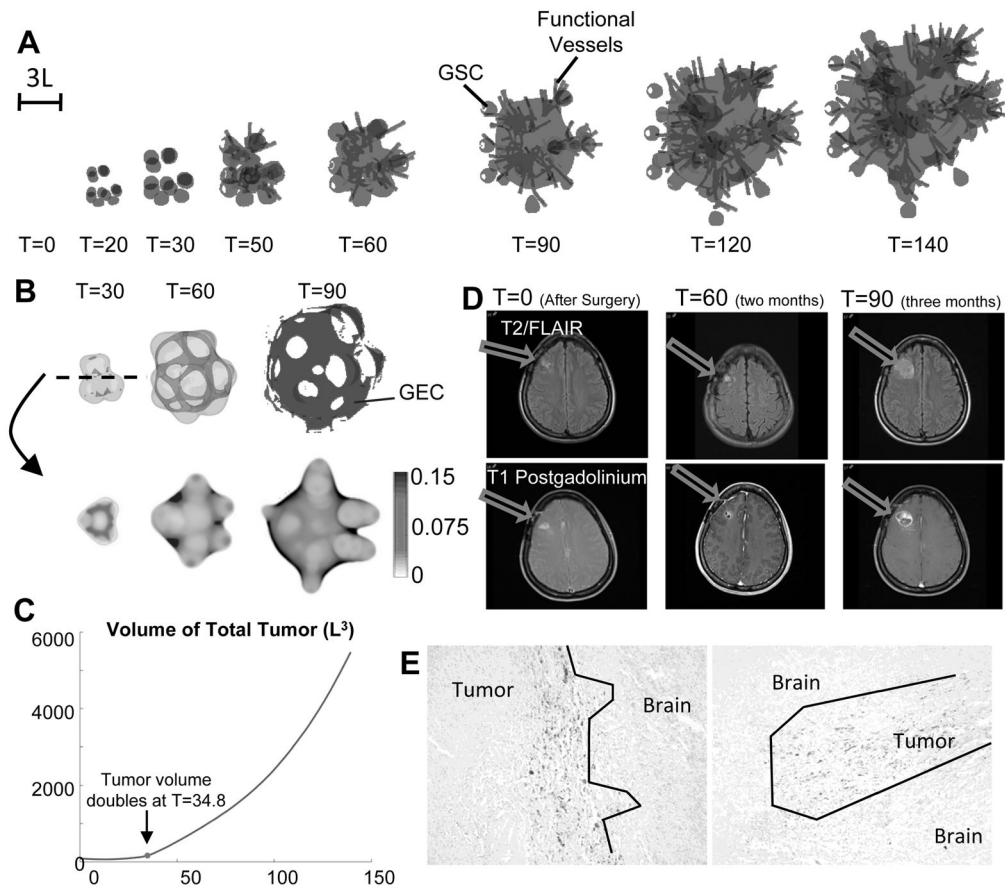 A
3L
GSC
Functional
Vessels
T=0
T=20
T=30
T=50
T=60
T=90
T=120
T=140
B
T=30
T=60
T=90
GEC
0.15
0.075
0
C
Volume of Total Tumor (L³)
6000
4000
2000
0
Tumor volume
doubles at T=34.8
0
50
100
150
D
T=0 (After Surgery)
T=60 (two months)
T=90 (three months)
T2/FLAIR
T1 Postgadolinium
E
Tumor
Brain
Brain
Tumor
Brain